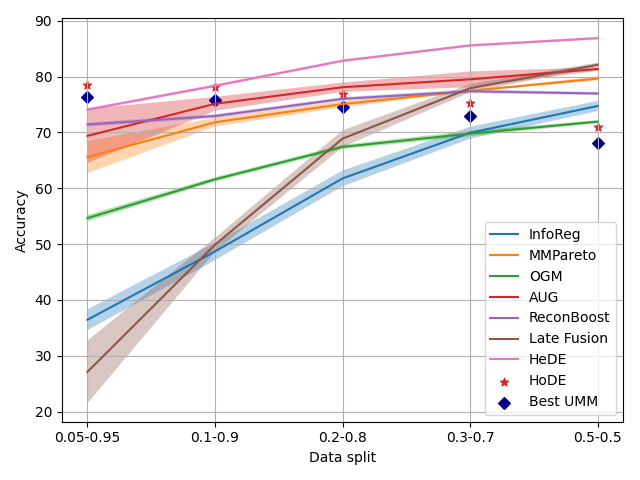 90
80
70
60
50
40
30
20
Accuracy
0.05-0.95
0.1-0.9
0.2-0.8
0.3-0.7
0.5-0.5
Data split
InfoReg
MMPareto
OGM
AUG
ReconBoost
Late Fusion
HeDE
HoDE
Best UMM